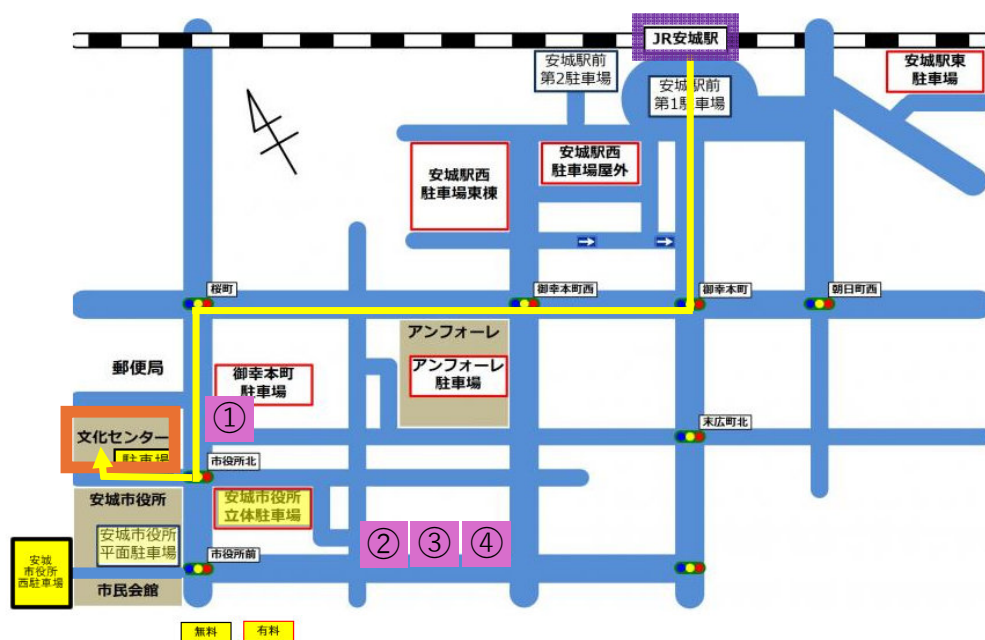 JR安城駅
安城駅前
第2駐車場
安城駅前
第1駐車場
安城駅東
駐車場
安城駅西
駐車場東棟
安城駅西
駐車場屋外
桜町
御幸本町西
御幸本町
朝日町西
アンフォーレ
アンフォーレ
駐車場
郵便局
御幸本町
駐車場
①
文化センター
駐車場
市役所北
末広町北
安城市役所
安城市役所
立体駐車場
安城市役所
平面駐車場
②
③
④
市役所前
安城
市役所
西駐車場
市民会館
無料
有料